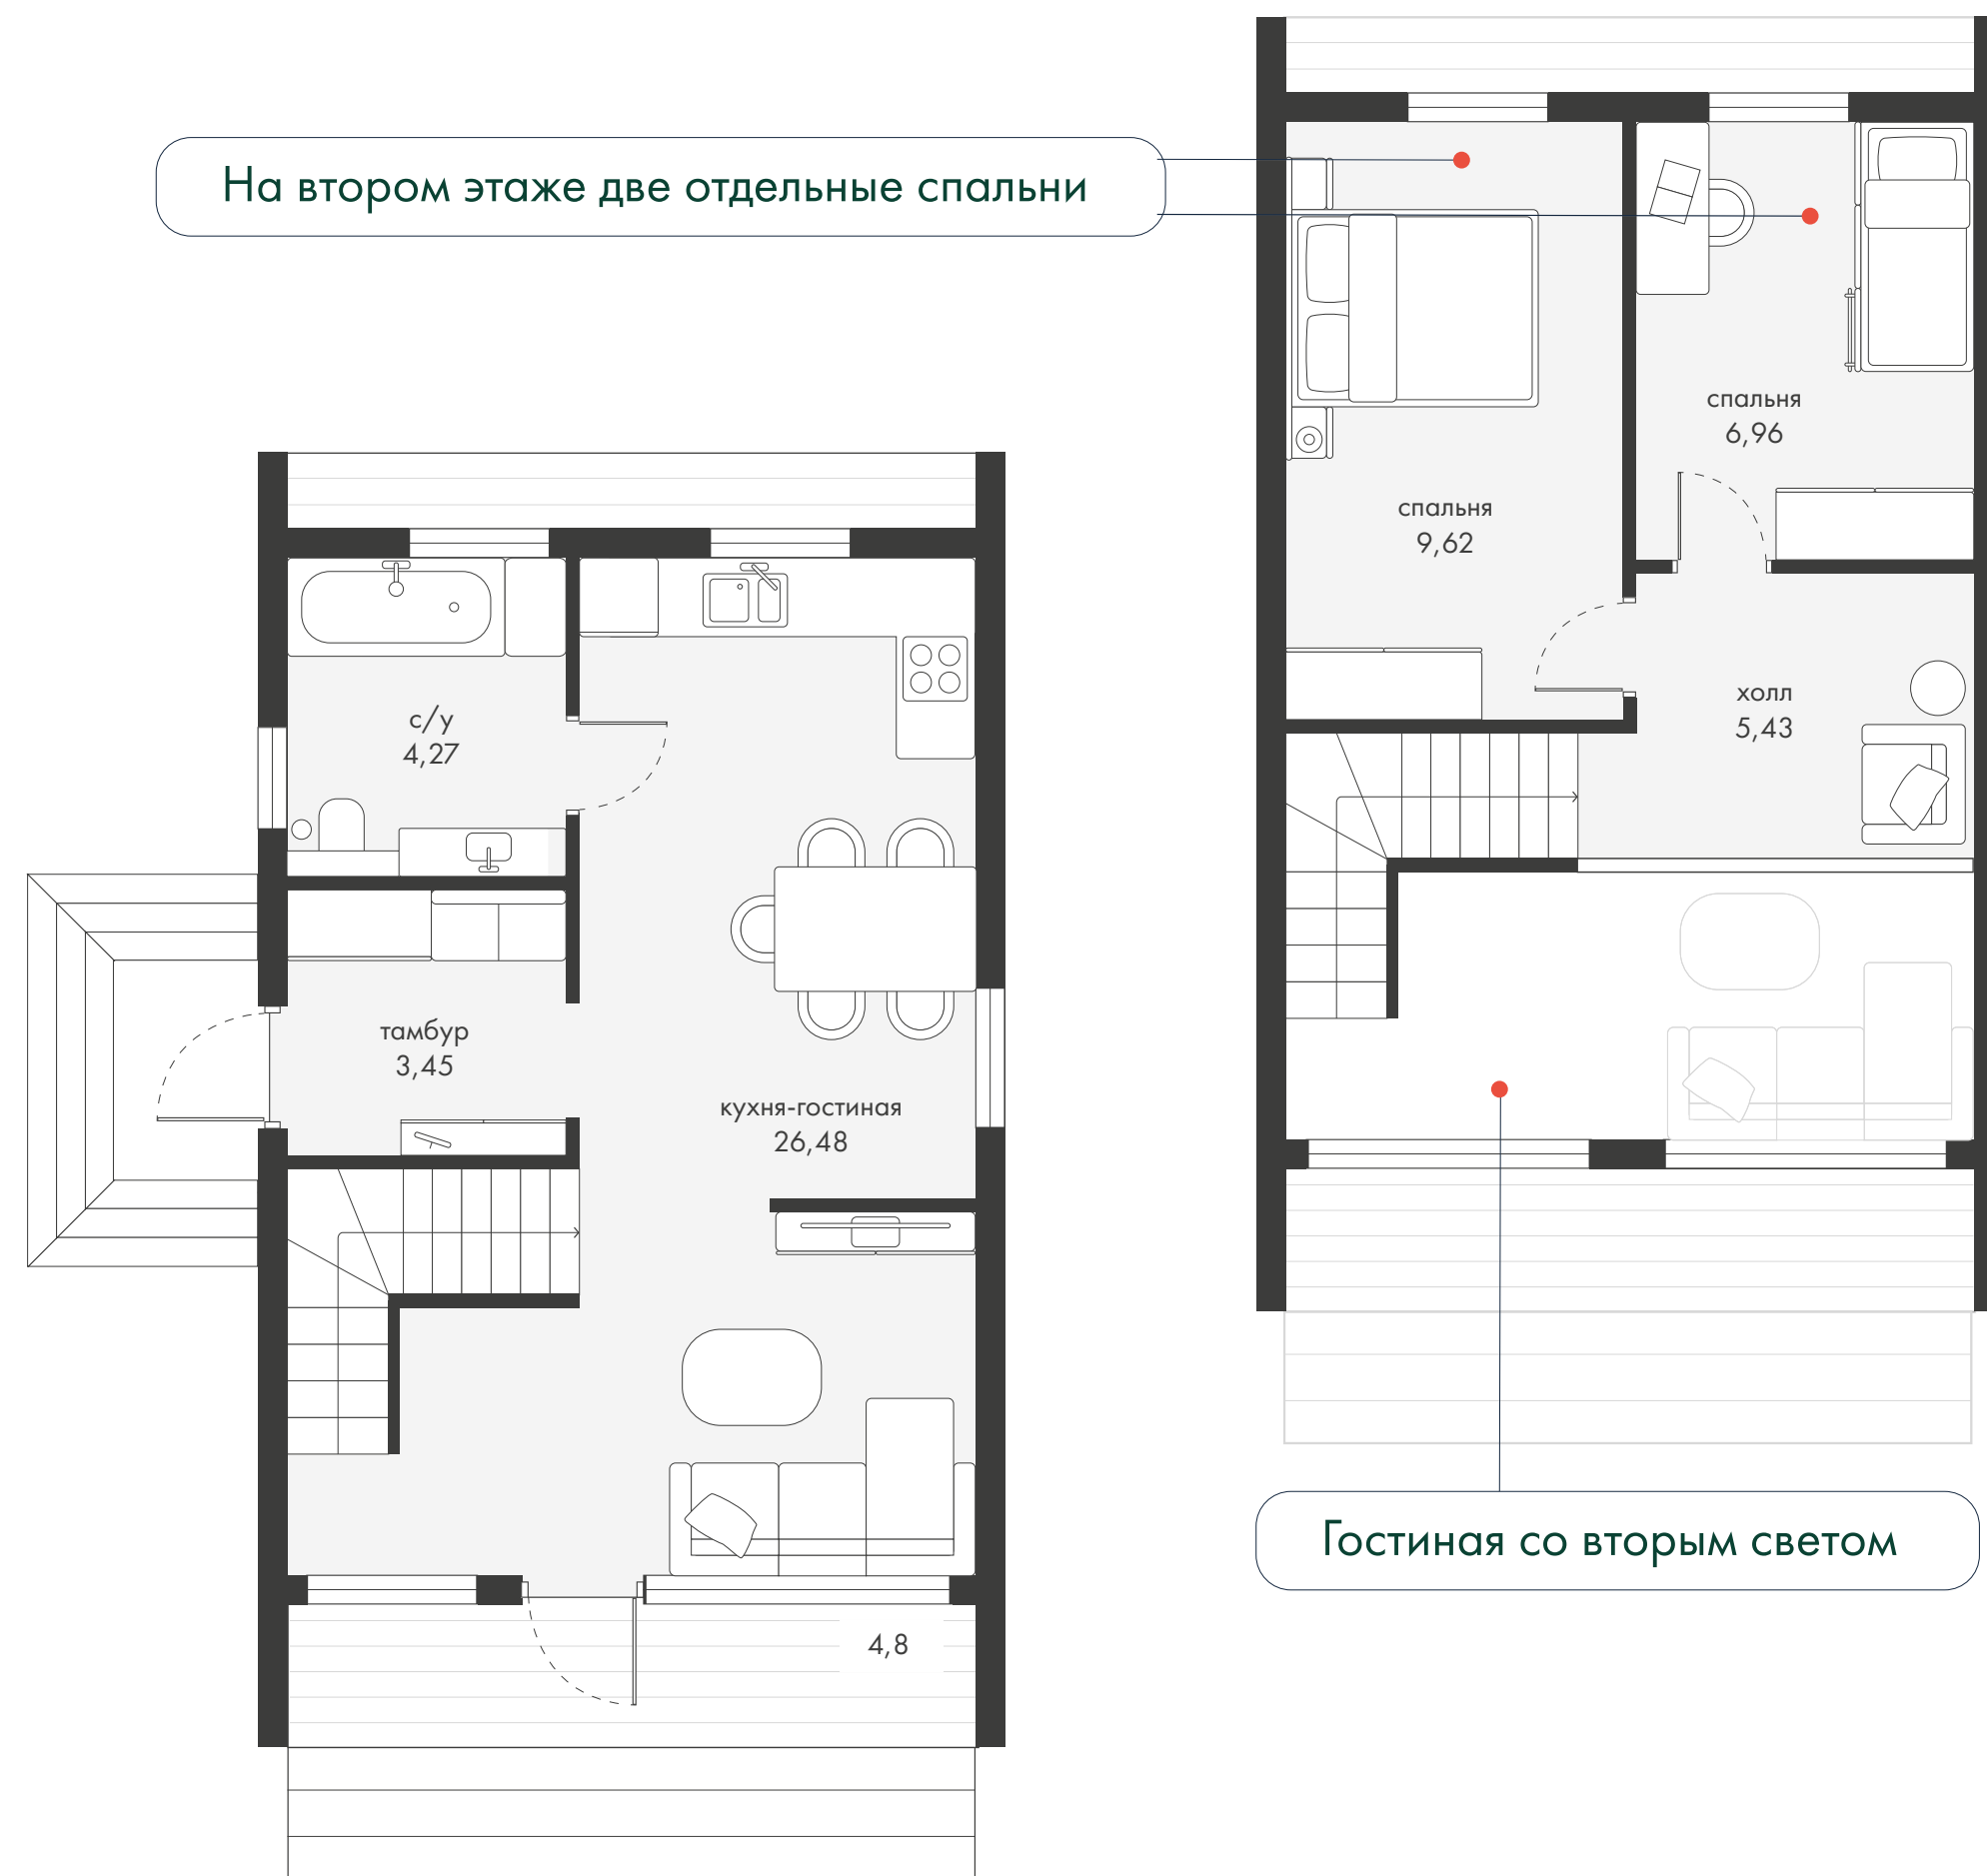 На втором этаже две отдельные спальни
спальня
6,96
спальня
9,62
холл
5,43
с/у
4,27
тамбур
3,45
кухня-гостиная
26,48
4,8
Гостиная со вторым светом